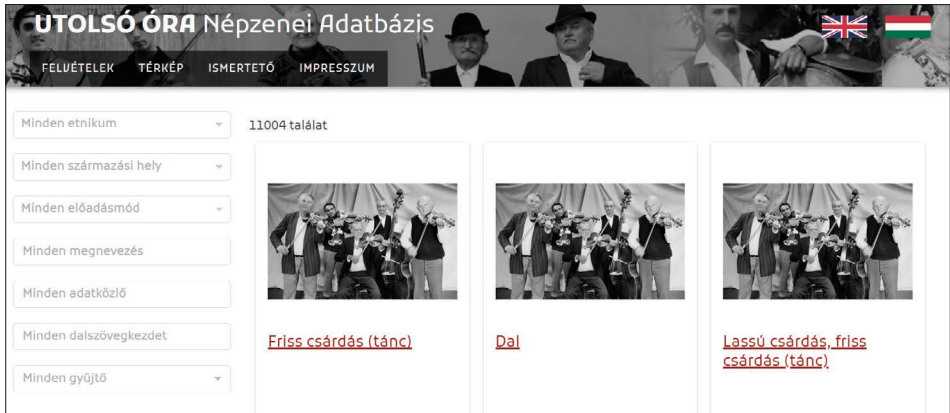 UTOLSÓ ÓRA Népzenei Adatbázis
FELVÉTELEK TÉRKÉP ISMERTETŐ IMPRESSZUM
Minden etnikum
Minden származási hely
Minden előadásmód
Minden megnevezés
Minden adatközlő
Minden dalszövegkezdet
Minden gyűjtő
11004 találat
Friss csárdás (tánc)
Dal
Lassú csárdás, friss
csárdás (tánc)